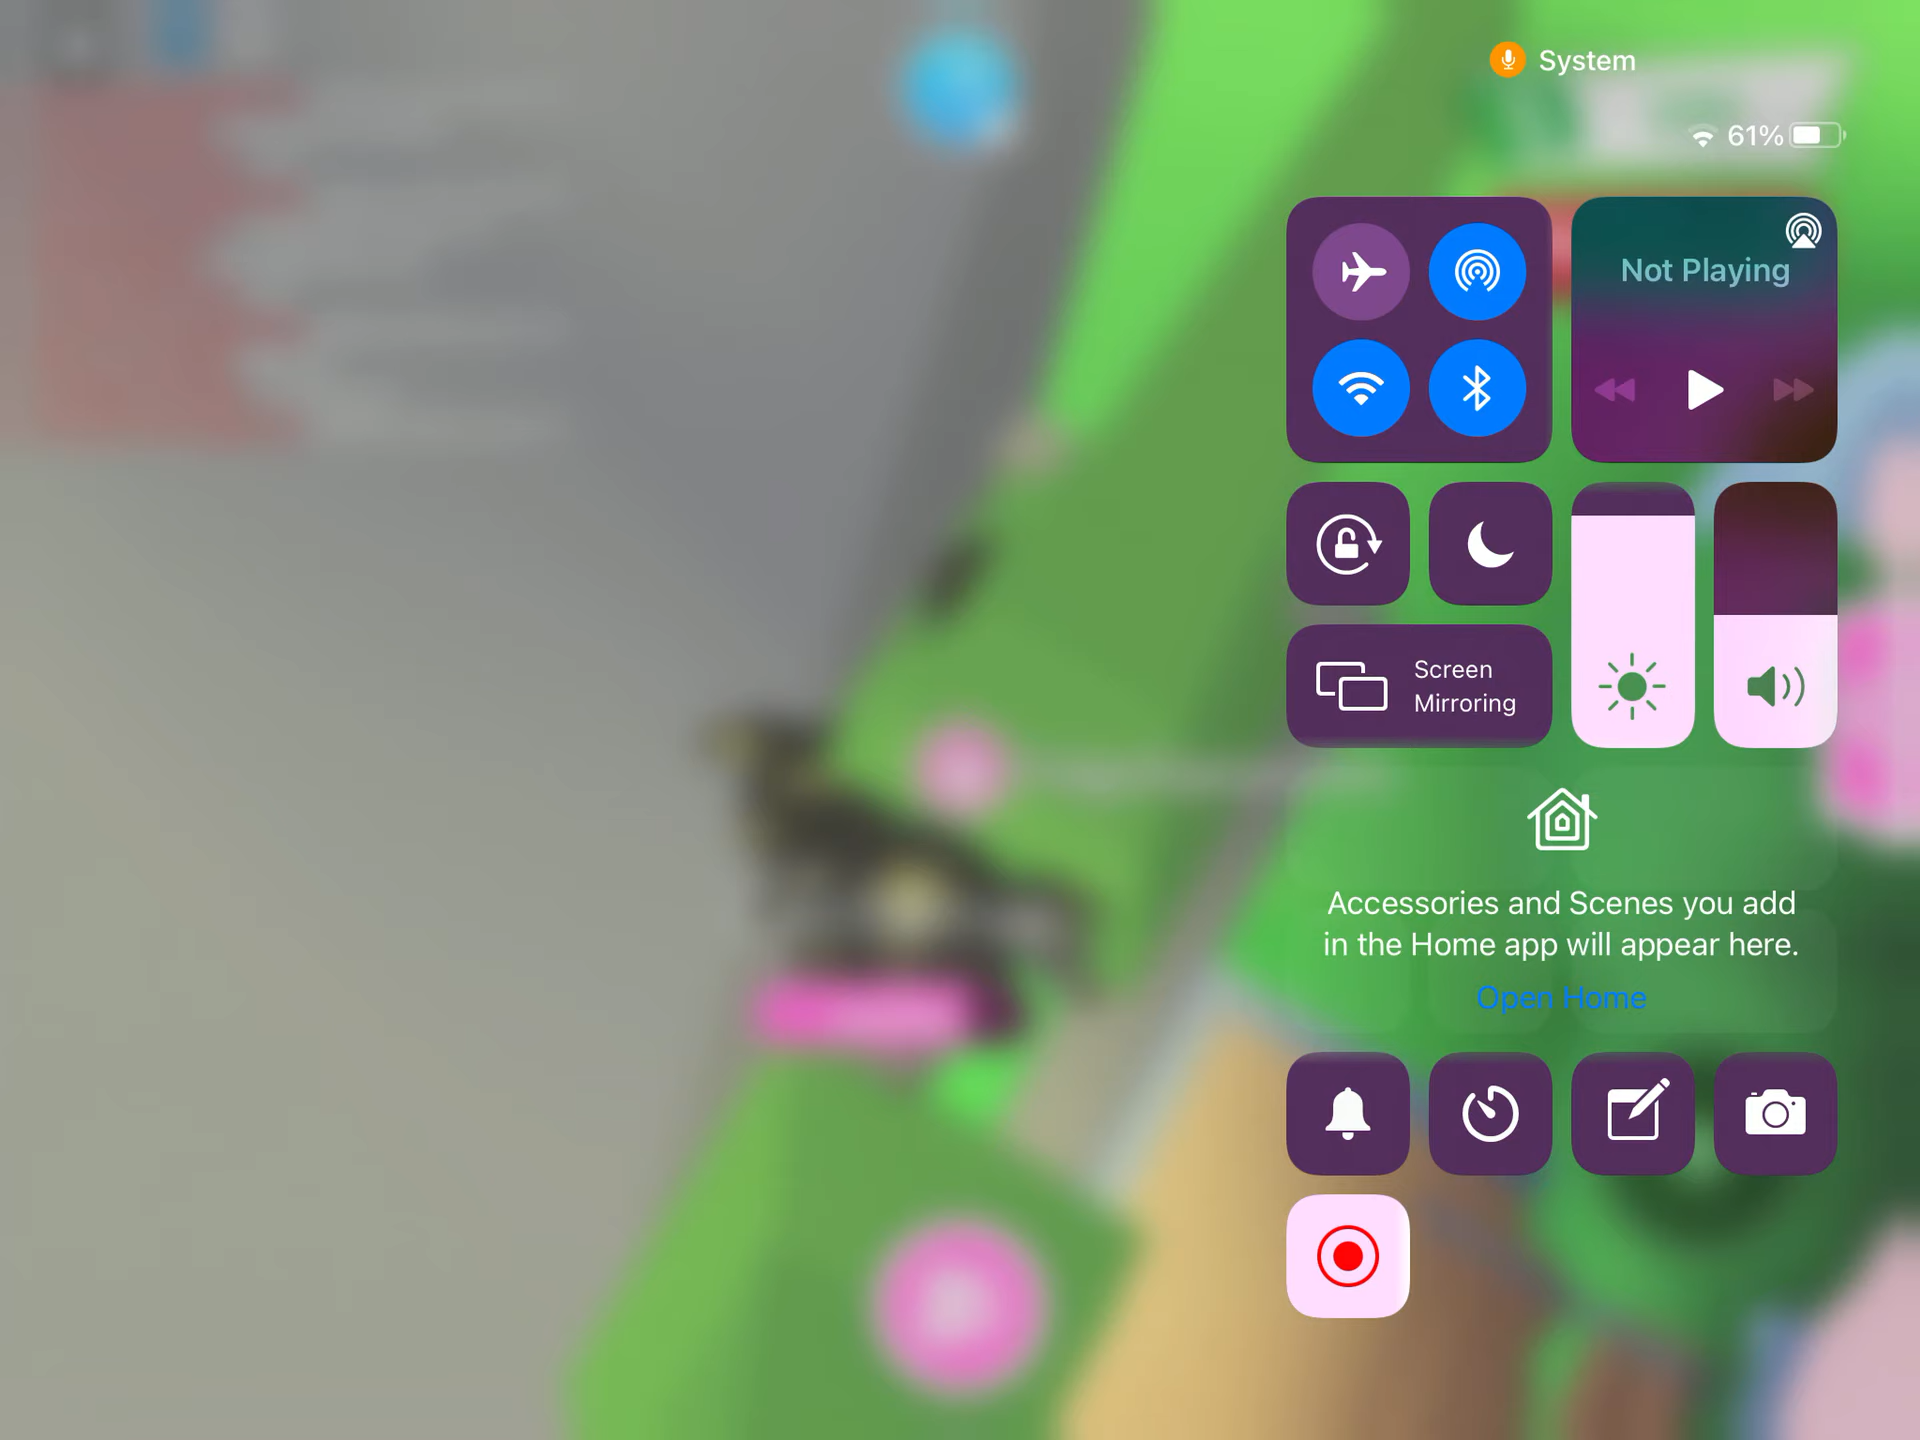 System
61%
Not Playing
Screen
Mirroring
Accessories and Scenes you add
in the Home app will appear here.
Open Home